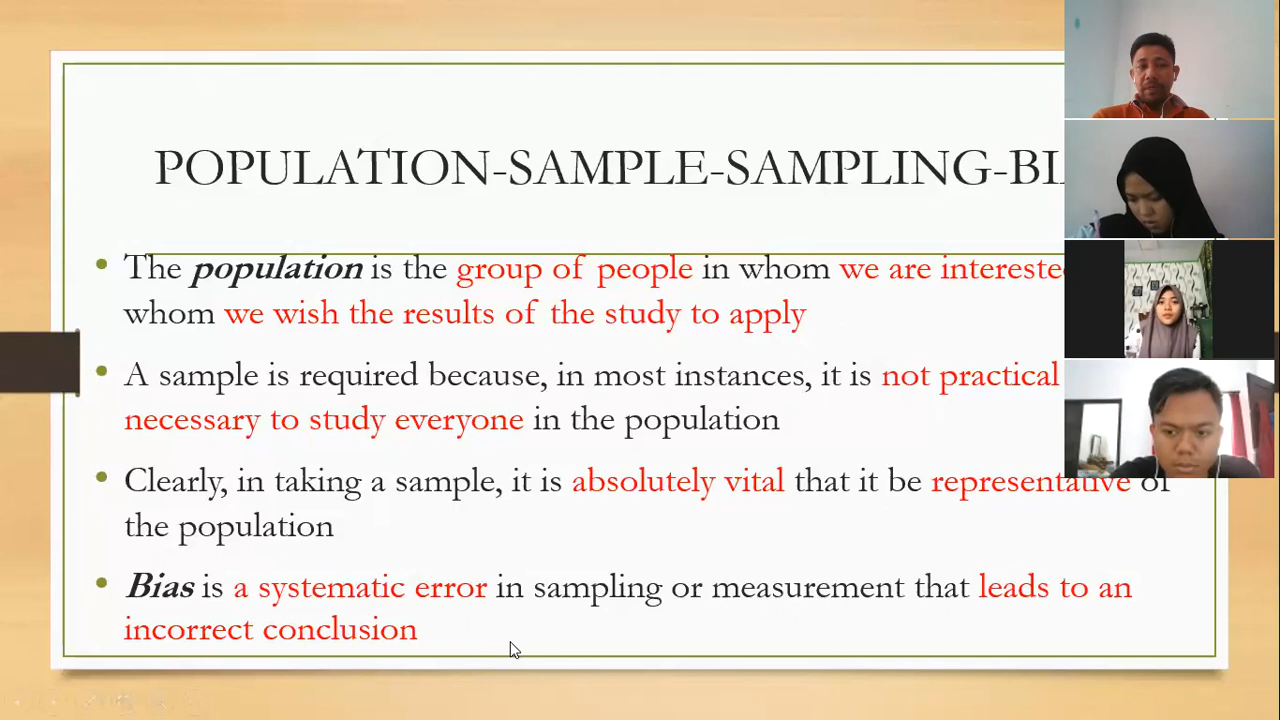 POPULATION-SAMPLE-SAMPLING-BI
The population is the group of people in whom we are interested
whom we wish the results of the study to apply
A sample is required because, in most instances, it is not practical
necessary to study everyone in the population
Clearly, in taking a sample, it is absolutely vital that it be representative of
the population
Bias is a systematic error in sampling or measurement that leads to an
incorrect conclusion